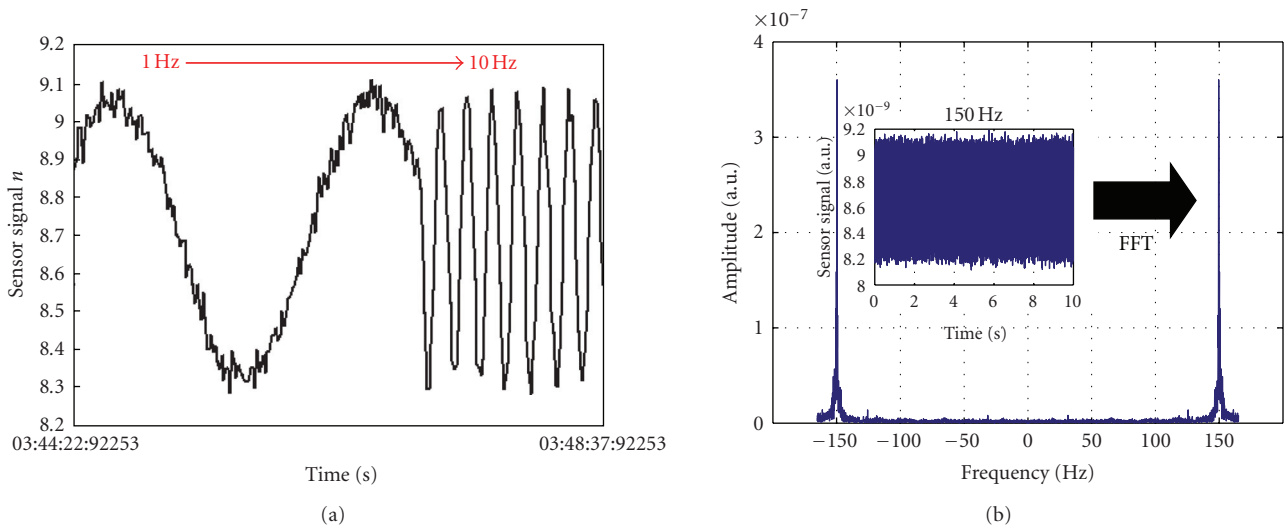 9.2
9.1
9
8.9
8.8
8.7
8.6
8.5
8.4
8.3
8.2
Sensor signal n
1 Hz
10 Hz
03:44:22:92253
03:48:37:92253
Time (s)
(a)
×10−7
4
3
2
1
0
Amplitude (a.u.)
×10−9
150 Hz
9.2
9
8.8
8.6
8.4
8.2
8
Sensor signal (a.u.)
0 2 4 6 8 10
Time (s)
FFT
−150 −100 −50 0 50 100 150
Frequency (Hz)
(b)